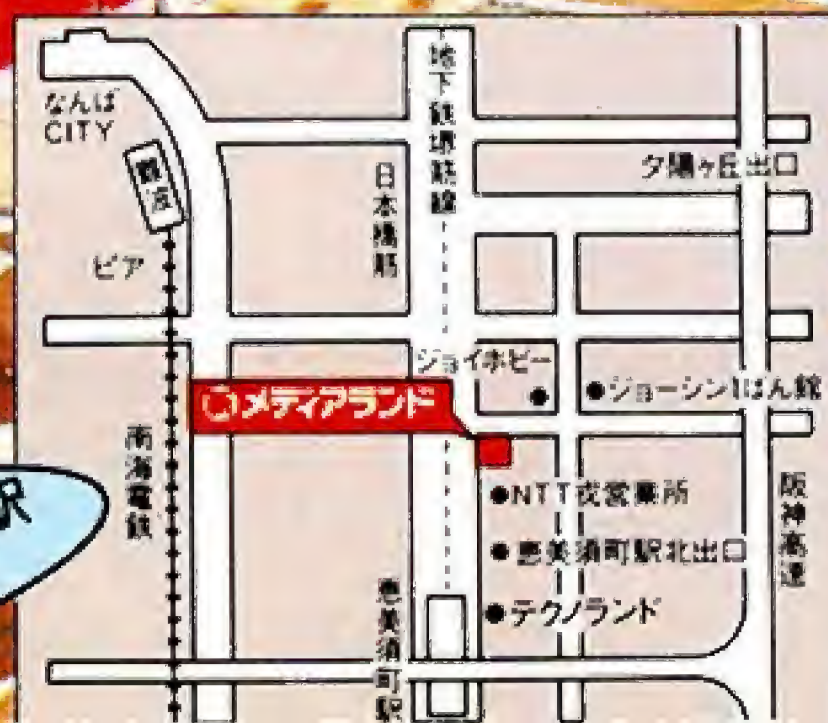 なんば
CITY
難波
ピア
南海電鉄
日本橋筋
地下鉄堺筋線
夕陽ヶ丘出口
ジョイホビー
メディアランド
ジョーシン1ばん館
NTT戎営業所
恵美須町駅北出口
テクノランド
阪神高速
恵美須町駅
駅